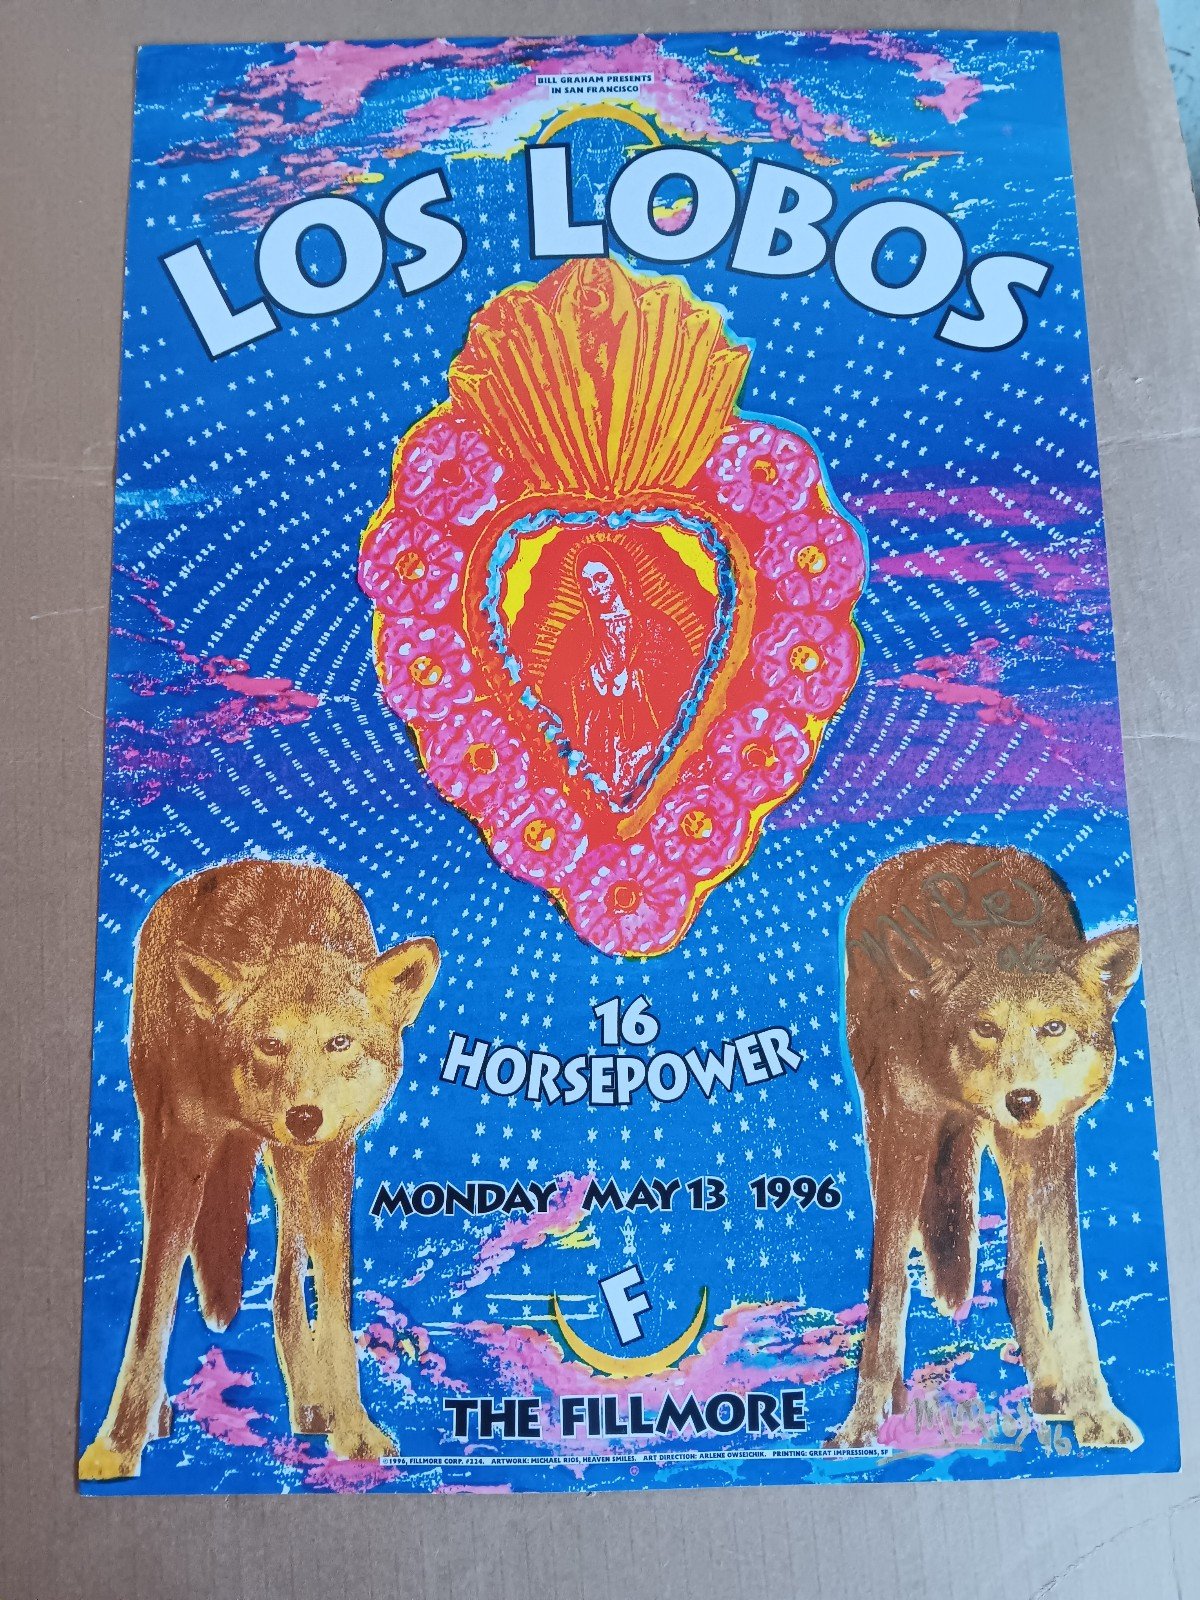 BILL GRAHAM PRESENTS
IN SAN FRANCISCO
LOS LOBOS
16
HORSEPOWER
MONDAY MAY 13 1996
F
THE FILLMORE
©1996, FILLMORE CORP. #224. ARTWORK: MICHAEL RIOS, HEAVEN SMILES. ART DIRECTION: ARLENE OWSEICHIK. PRINTING: GREAT IMPRESSIONS, SF